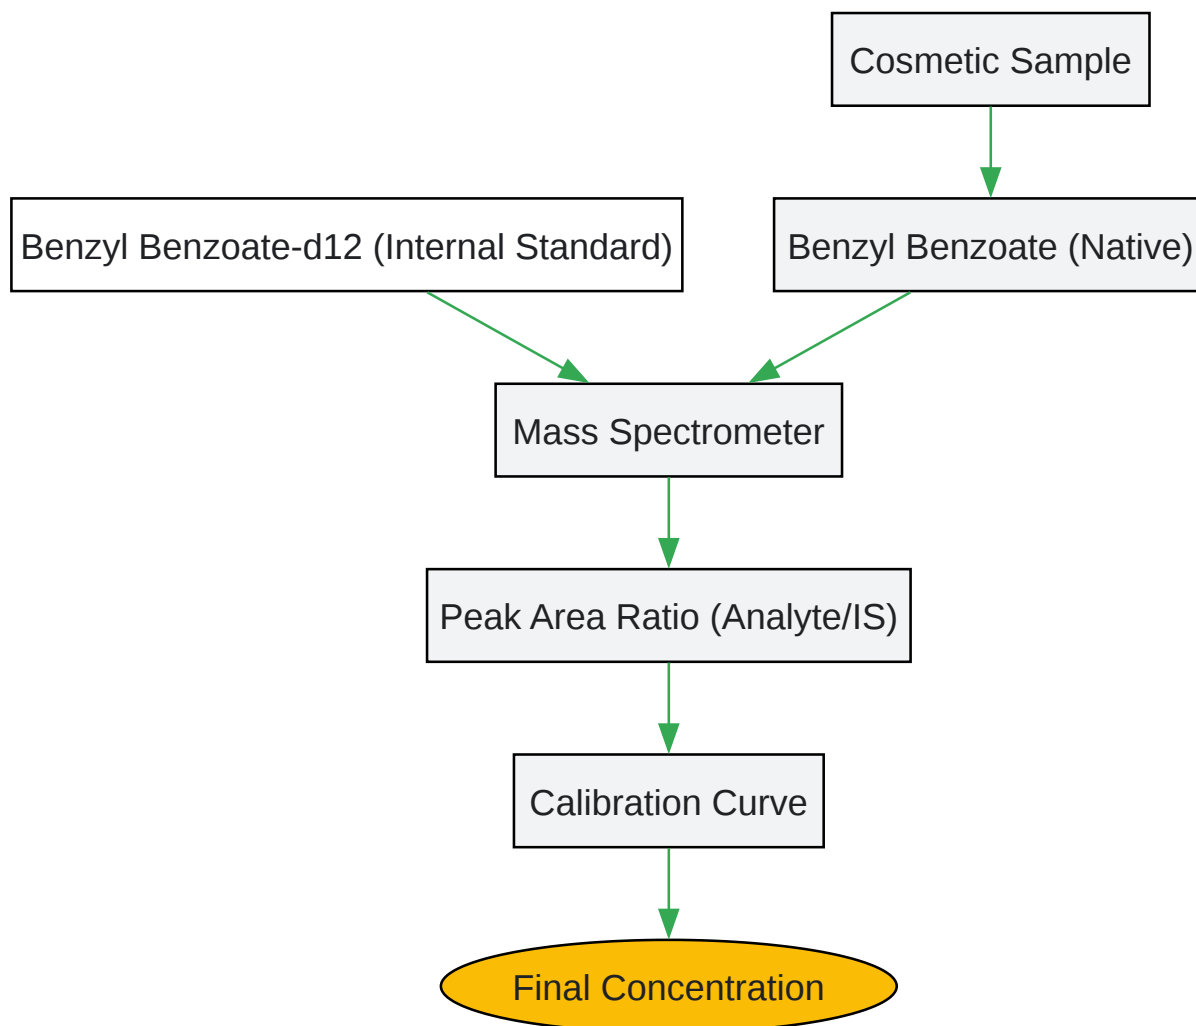 Cosmetic Sample
Benzyl Benzoate-d12 (Internal Standard)
Benzyl Benzoate (Native)
Mass Spectrometer
Peak Area Ratio (Analyte/IS)
Calibration Curve
Final Concentration